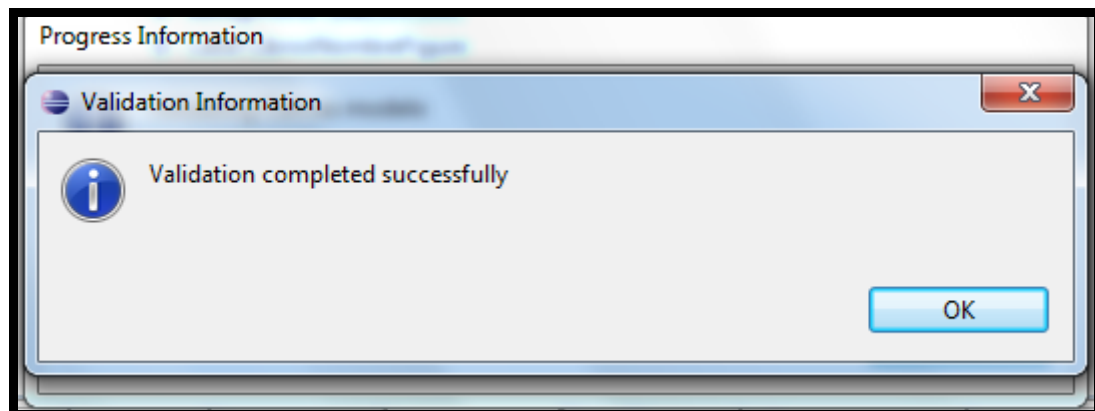 Progress Information
Validation Information
Validation completed successfully
OK